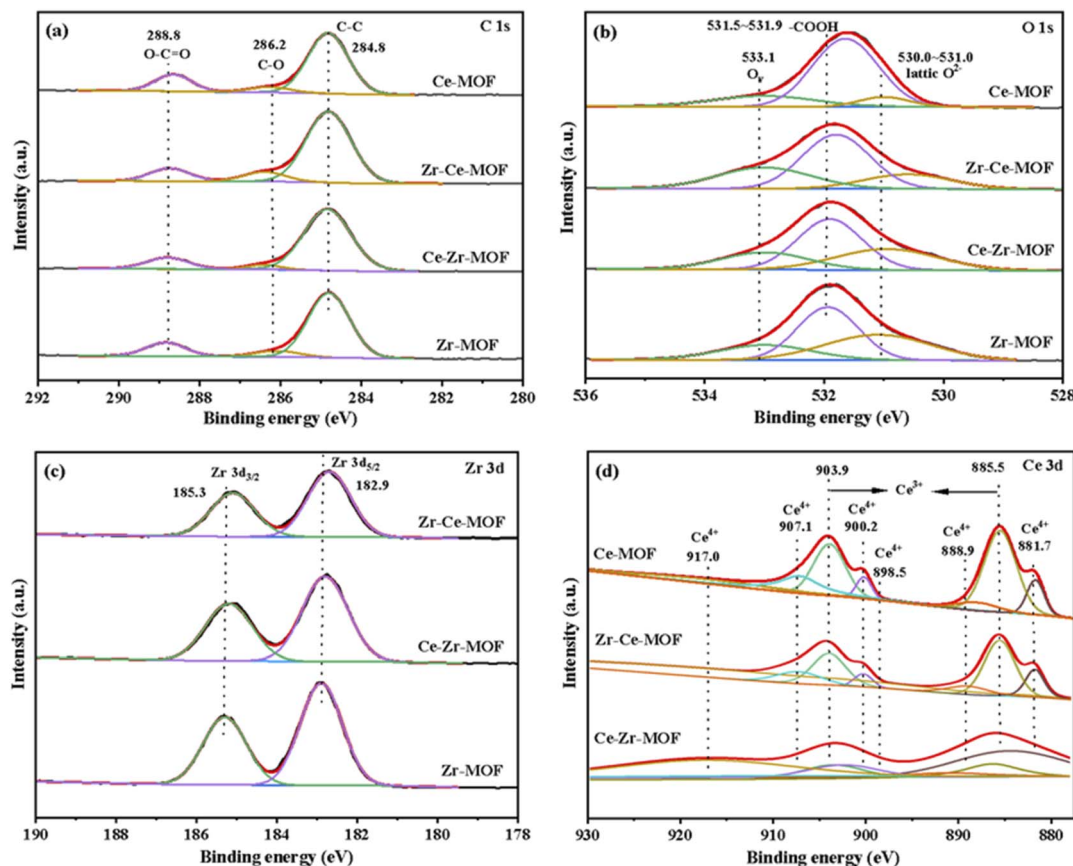 (a)
C 1s
288.8
O-C=O
286.2
C-O
C-C
284.8
Ce-MOF
Zr-Ce-MOF
Ce-Zr-MOF
Zr-MOF
Intensity (a.u.)
292 290 288 286 284 282 280
Binding energy (eV)
(b)
O 1s
531.5~531.9 -COOH
533.1
Oᵥ
530.0~531.0
lattic O²⁻
Ce-MOF
Zr-Ce-MOF
Ce-Zr-MOF
Zr-MOF
Intensity (a.u.)
536 534 532 530 528
Binding energy (eV)
(c)
Zr 3d
Zr 3d₃/₂
185.3
Zr 3d₅/₂
182.9
Zr-Ce-MOF
Ce-Zr-MOF
Zr-MOF
Intensity (a.u.)
190 188 186 184 182 180 178
Binding energy (eV)
(d)
Ce 3d
903.9
885.5
Ce³⁺
Ce⁴⁺
917.0
Ce⁴⁺
907.1
Ce⁴⁺
900.2
Ce⁴⁺
898.5
Ce⁴⁺
888.9
Ce⁴⁺
881.7
Ce-MOF
Zr-Ce-MOF
Ce-Zr-MOF
Intensity (a.u.)
930 920 910 900 890 880
Binding energy (eV)